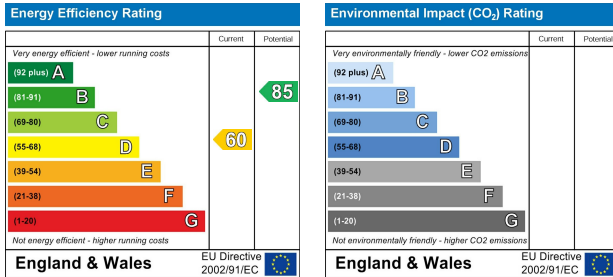 Energy Efficiency Rating
Current Potential
Very energy efficient - lower running costs
(92 plus) A
(81-91) B
85
(69-80) C
(55-68) D
60
(39-54) E
(21-38) F
(1-20) G
Not energy efficient - higher running costs
England & Wales
EU Directive
2002/91/EC
Environmental Impact (CO₂) Rating
Current Potential
Very environmentally friendly - lower CO2 emissions
(92 plus) A
(81-91) B
(69-80) C
(55-68) D
(39-54) E
(21-38) F
(1-20) G
Not environmentally friendly - higher CO2 emissions
England & Wales
EU Directive
2002/91/EC